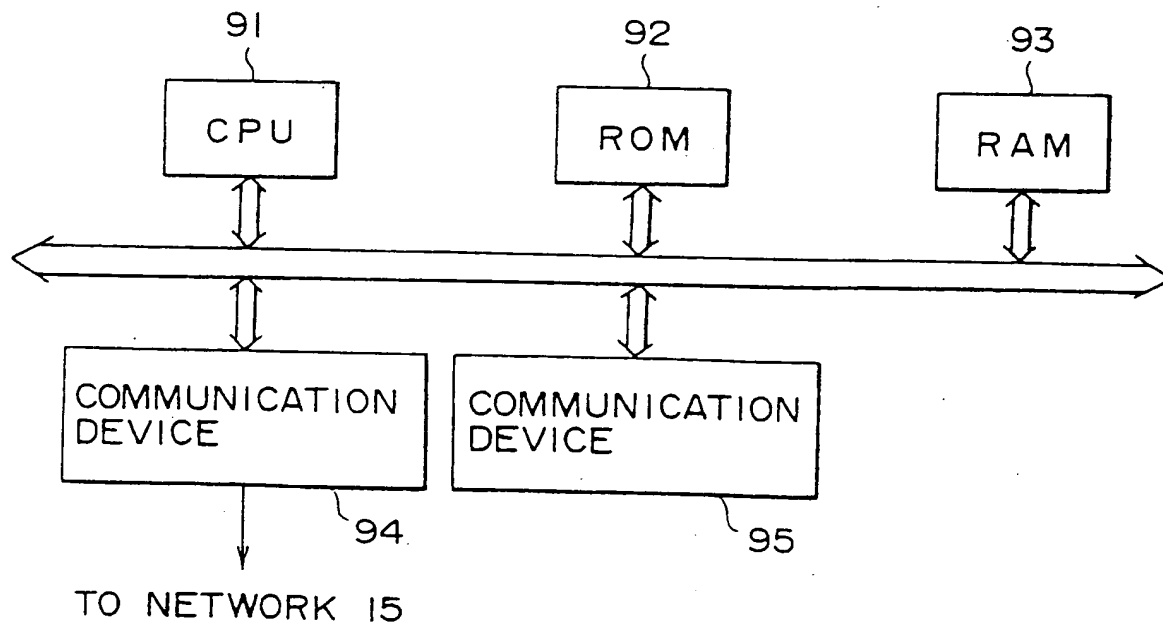 91
92
93
CPU
ROM
RAM
COMMUNICATION
DEVICE
COMMUNICATION
DEVICE
94
95
TO NETWORK 15